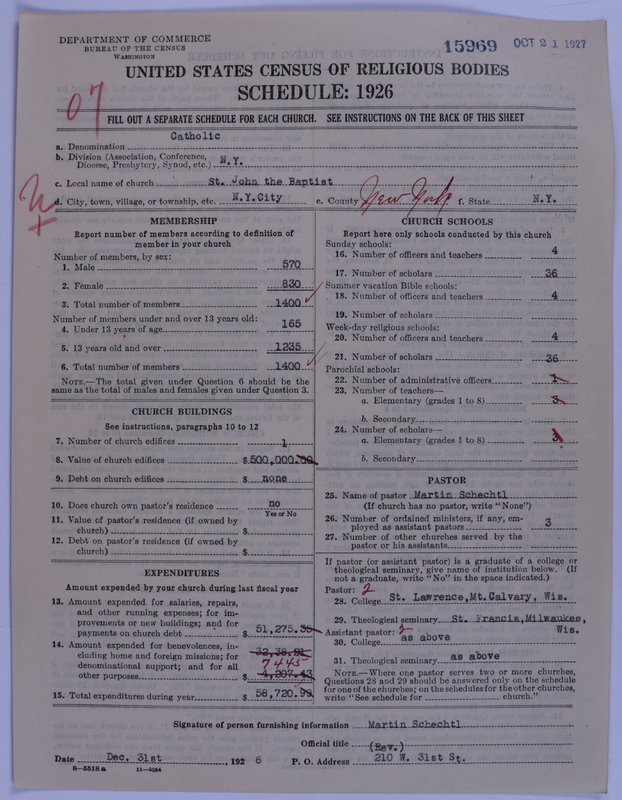 DEPARTMENT OF COMMERCE
BUREAU OF THE CENSUS
WASHINGTON
15969 OCT 21 1927
UNITED STATES CENSUS OF RELIGIOUS BODIES
SCHEDULE: 1926
07
FILL OUT A SEPARATE SCHEDULE FOR EACH CHURCH. SEE INSTRUCTIONS ON THE BACK OF THIS SHEET
a. Denomination Catholic
b. Division (Association, Conference,
Diocese, Presbytery, Synod, etc.) N.Y.
c. Local name of church St. John the Baptist
d. City, town, village, or township, etc. N.Y.City e. County New York f. State N.Y.
MEMBERSHIP
Report number of members according to definition of
member in your church
Number of members, by sex:
1. Male 570
2. Female 830
3. Total number of members 1400
Number of members under and over 13 years old:
4. Under 13 years of age 165
5. 13 years old and over 1235
6. Total number of members 1400
NOTE.—The total given under Question 6 should be the
same as the total of males and females given under Question 3.
CHURCH BUILDINGS
See instructions, paragraphs 10 to 12
7. Number of church edifices 1
8. Value of church edifices $500,000.00
9. Debt on church edifices $ none
10. Does church own pastor's residence no
Yes or No
11. Value of pastor's residence (if owned by
church) $
12. Debt on pastor's residence (if owned by
church) $
EXPENDITURES
Amount expended by your church during last fiscal year
13. Amount expended for salaries, repairs,
and other running expenses; for im-
provements or new buildings; and for
payments on church debt $ 51,275.
14. Amount expended for benevolences, in-
cluding home and foreign missions; for
denominational support; and for all
other purposes $
7445
15. Total expenditures during year $ 58,720.99
CHURCH SCHOOLS
Report here only schools conducted by this church
Sunday schools:
16. Number of officers and teachers 4
17. Number of scholars 36
Summer vacation Bible schools:
18. Number of officers and teachers 4
19. Number of scholars
Week-day religious schools:
20. Number of officers and teachers 4
21. Number of scholars 36
Parochial schools:
22. Number of administrative officers 1
23. Number of teachers—
a. Elementary (grades 1 to 8) 3
b. Secondary
24. Number of scholars—
a. Elementary (grades 1 to 8) 3
b. Secondary
PASTOR
25. Name of pastor Martin Schechtl
(If church has no pastor, write "None")
26. Number of ordained ministers, if any, em-
ployed as assistant pastors 3
27. Number of other churches served by the
pastor or his assistants
If pastor (or assistant pastor) is a graduate of a college or
theological seminary, give name of institution below. (If
not a graduate, write "No" in the space indicated.)
Pastor: 2
28. College St. Lawrence,Mt.Calvary, Wis.
29. Theological seminary St. Francis,Milwaukee,
Wis.
Assistant pastor:
30. College as above
31. Theological seminary as above
NOTE.—Where one pastor serves two or more churches,
Questions 28 and 29 should be answered only on the schedule
for one of the churches; on the schedules for the other churches,
write "See schedule for church."
Signature of person furnishing information Martin Schechtl
Official title (Rev.)
Date Dec. 31st, 1926 P. O. Address 210 W. 31st St.
6—5518a 11—9054